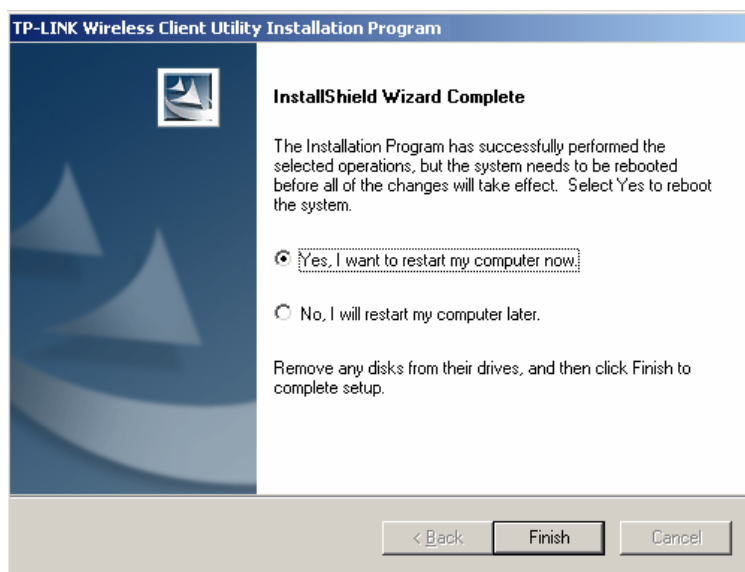 TP-LINK Wireless Client Utility Installation Program
InstallShield Wizard Complete
The Installation Program has successfully performed the
selected operations, but the system needs to be rebooted
before all of the changes will take effect.  Select Yes to reboot
the system.
Yes, I want to restart my computer now.
No, I will restart my computer later.
Remove any disks from their drives, and then click Finish to
complete setup.
< Back
Finish
Cancel